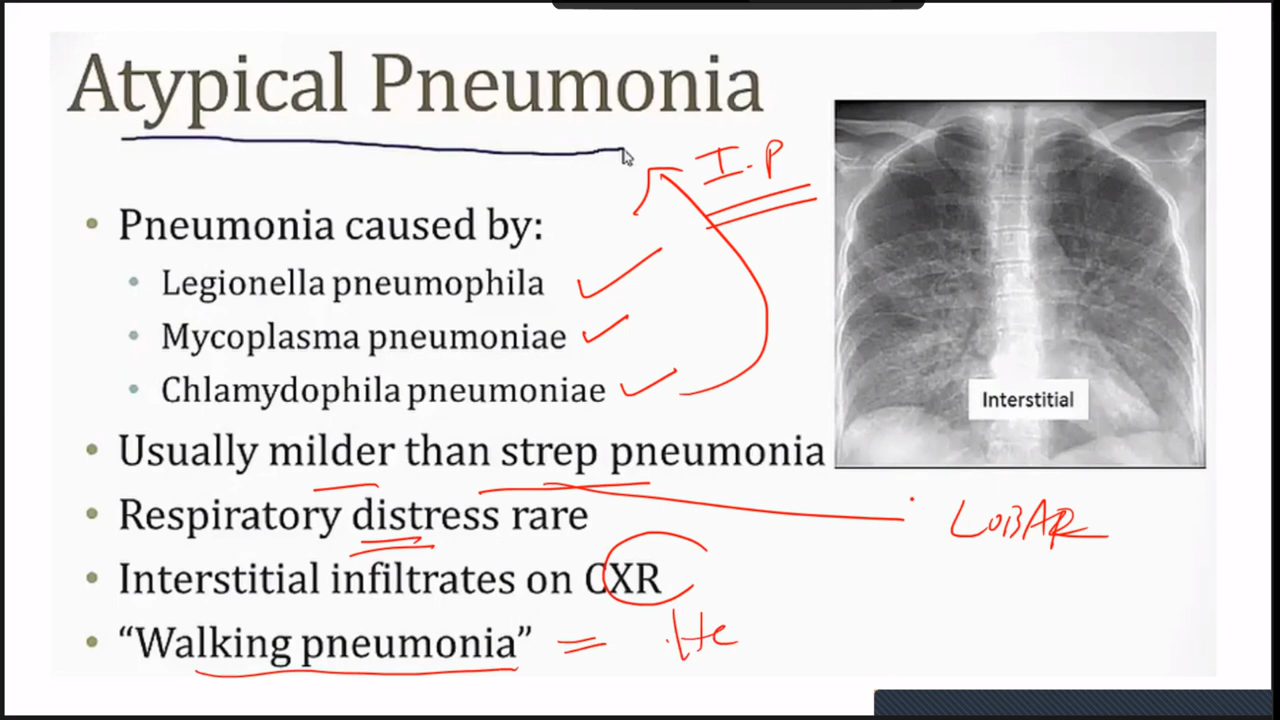 Atypical Pneumonia
I.P
• Pneumonia caused by:
• Legionella pneumophila
• Mycoplasma pneumoniae
• Chlamydophila pneumoniae
Interstitial
• Usually milder than strep pneumonia
• Respiratory distress rare
LOBAR
• Interstitial infiltrates on CXR
• “Walking pneumonia” =